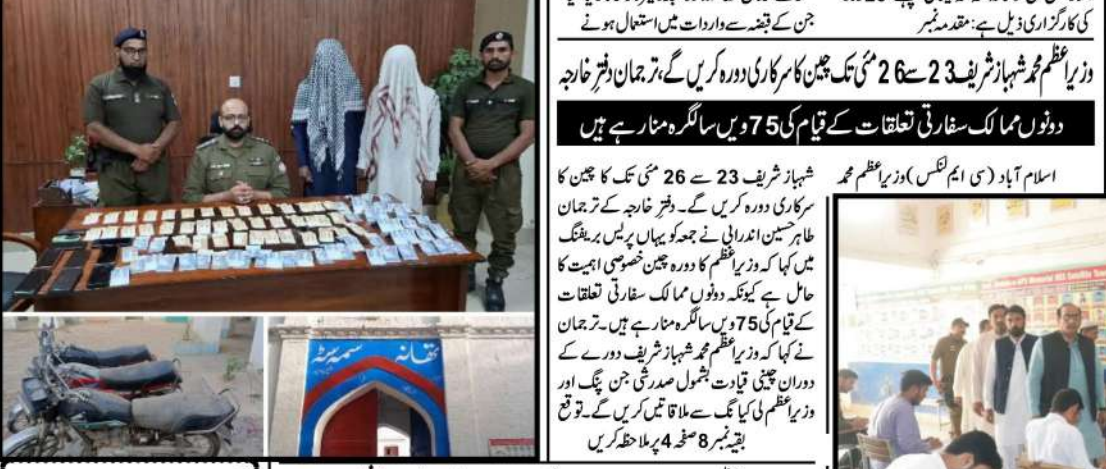 کی کارگزاری ذیل ہے: مقدمہ نمبر
جن کے قبضہ سے واردات میں استعمال ہونے
وزیراعظم محمد شہباز شریف 23 سے 26 مئی تک چین کا سرکاری دورہ کریں گے، ترجمان دفتر خارجہ
دونوں ممالک سفارتی تعلقات کے قیام کی 75 ویں سالگرہ منا رہے ہیں
اسلام آباد (سی ایم لنکس) وزیراعظم محمد
شہباز شریف 23 سے 26 مئی تک کا چین کا
سرکاری دورہ کریں گے۔ دفتر خارجہ کے ترجمان
طاہر حسین اندرابی نے جمعہ کو یہاں پریس بریفنگ
میں کہا کہ وزیراعظم کا دورہ چین خصوصی اہمیت کا
حامل ہے کیونکہ دونوں ممالک سفارتی تعلقات
کے قیام کی 75 ویں سالگرہ منا رہے ہیں۔ ترجمان
نے کہا کہ وزیراعظم محمد شہباز شریف دورے کے
دوران چینی قیادت بشمول صدر شی جن پنگ اور
وزیراعظم لی کیانگ سے ملاقاتیں کریں گے۔ توقع
بقیہ نمبر 8 صفحہ 4 پر ملاحظہ کریں
تھانہ سمہ سٹہ